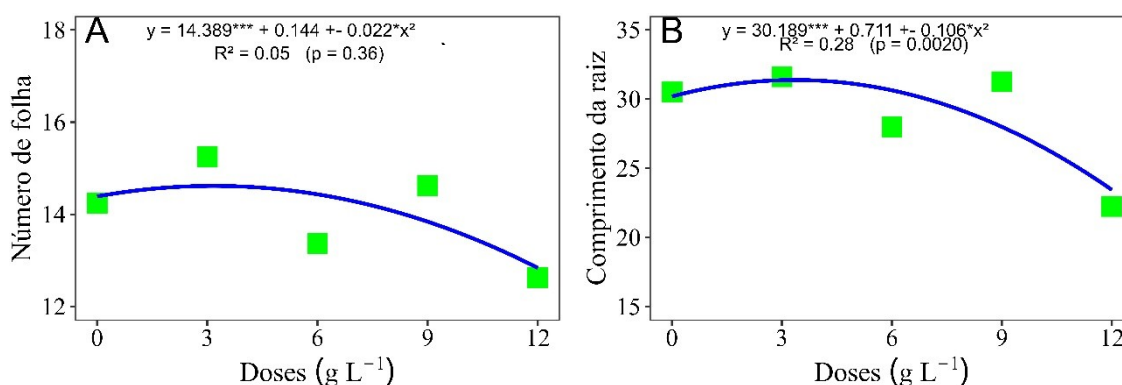 A
y = 14.389*** + 0.144 +- 0.022*x²
R² = 0.05 (p = 0.36)
Número de folha
18
16
14
12
0 3 6 9 12
Doses (g L⁻¹)
B
y = 30.189*** + 0.711 +- 0.106*x²
R² = 0.28 (p = 0.0020)
Comprimento da raiz
35
30
25
20
15
0 3 6 9 12
Doses (g L⁻¹)